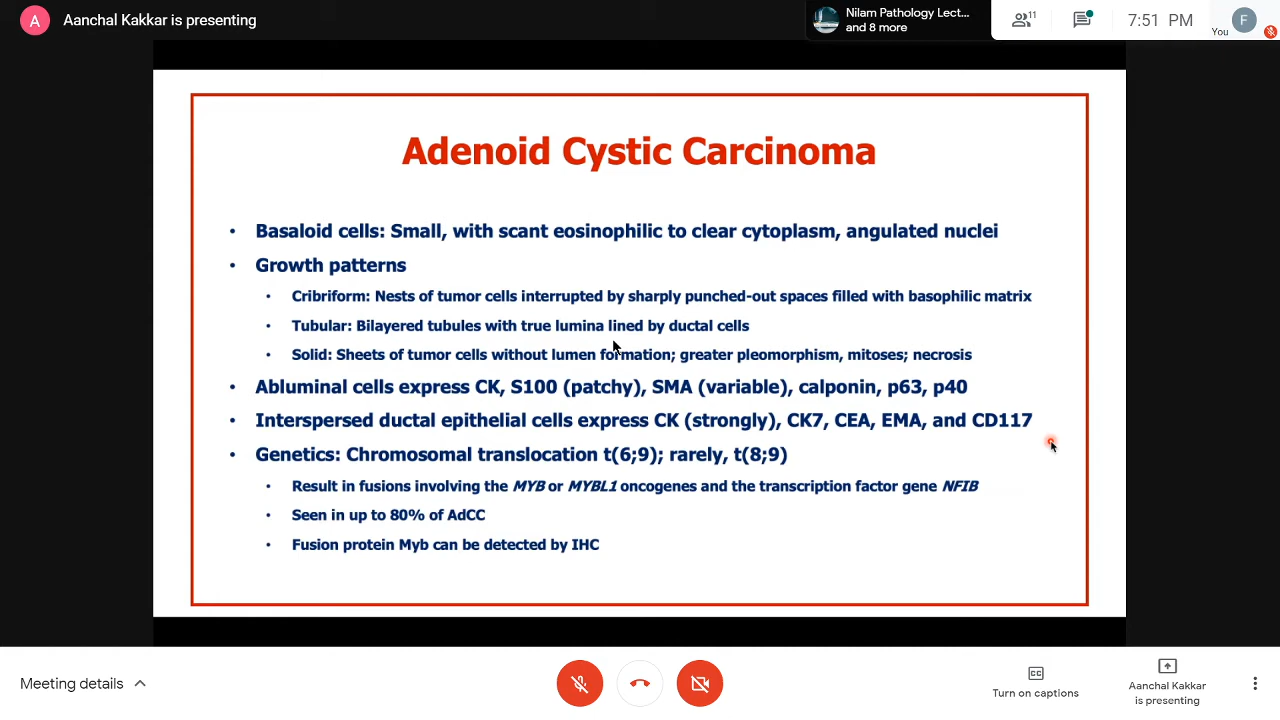 A
Aanchal Kakkar is presenting
Nilam Pathology Lect...
and 8 more
11
7:51 PM
You
F
Adenoid Cystic Carcinoma
• Basaloid cells: Small, with scant eosinophilic to clear cytoplasm, angulated nuclei
• Growth patterns
• Cribriform: Nests of tumor cells interrupted by sharply punched-out spaces filled with basophilic matrix
• Tubular: Bilayered tubules with true lumina lined by ductal cells
• Solid: Sheets of tumor cells without lumen formation; greater pleomorphism, mitoses; necrosis
• Abluminal cells express CK, S100 (patchy), SMA (variable), calponin, p63, p40
• Interspersed ductal epithelial cells express CK (strongly), CK7, CEA, EMA, and CD117
• Genetics: Chromosomal translocation t(6;9); rarely, t(8;9)
• Result in fusions involving the MYB or MYBL1 oncogenes and the transcription factor gene NFIB
• Seen in up to 80% of AdCC
• Fusion protein Myb can be detected by IHC
Meeting details
CC
Turn on captions
Aanchal Kakkar
is presenting